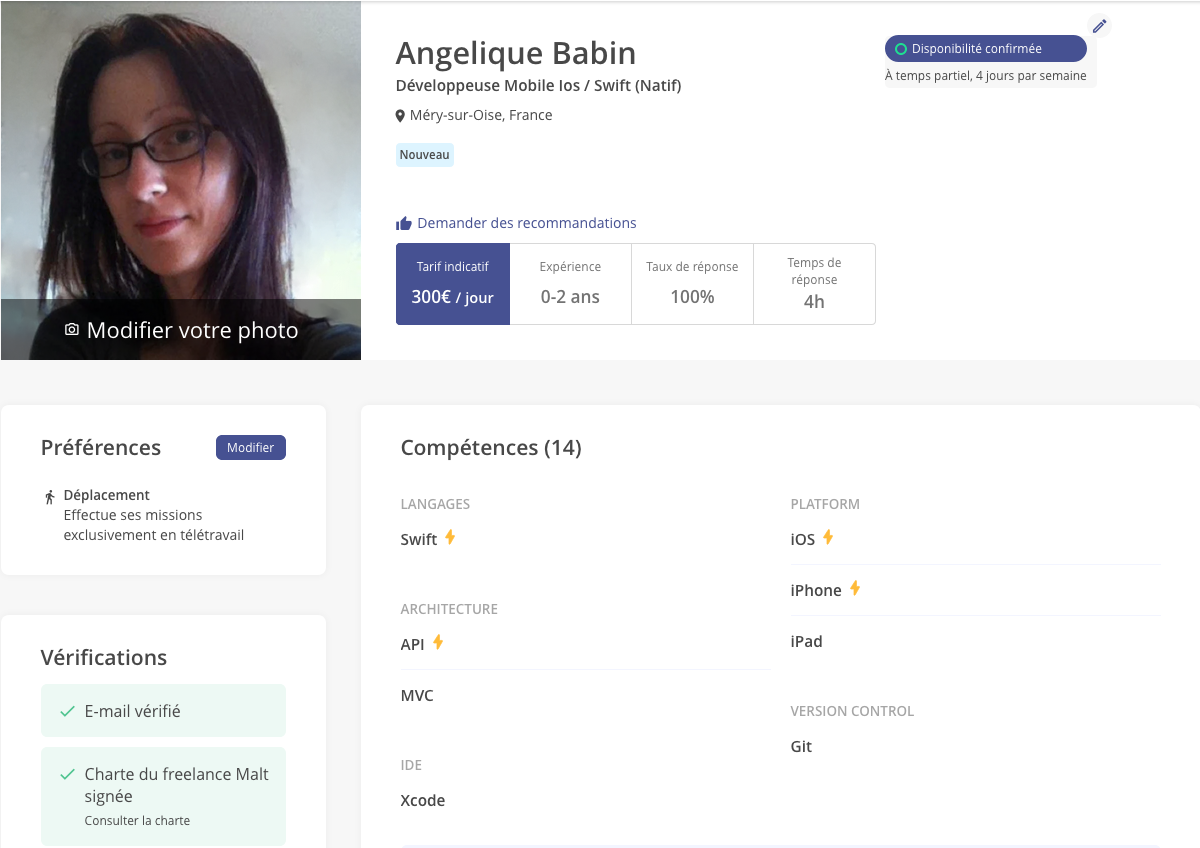 Angelique Babin
Développeuse Mobile Ios / Swift (Natif)
Méry-sur-Oise, France
Nouveau
Disponibilité confirmée
À temps partiel, 4 jours par semaine
Demander des recommandations
Tarif indicatif
300€ / jour
Expérience
0-2 ans
Taux de réponse
100%
Temps de
réponse
4h
Modifier votre photo
Préférences
Modifier
Déplacement
Effectue ses missions
exclusivement en télétravail
Vérifications
E-mail vérifié
Charte du freelance Malt
signée
Consulter la charte
Compétences (14)
LANGAGES
Swift
ARCHITECTURE
API
MVC
IDE
Xcode
PLATFORM
iOS
iPhone
iPad
VERSION CONTROL
Git